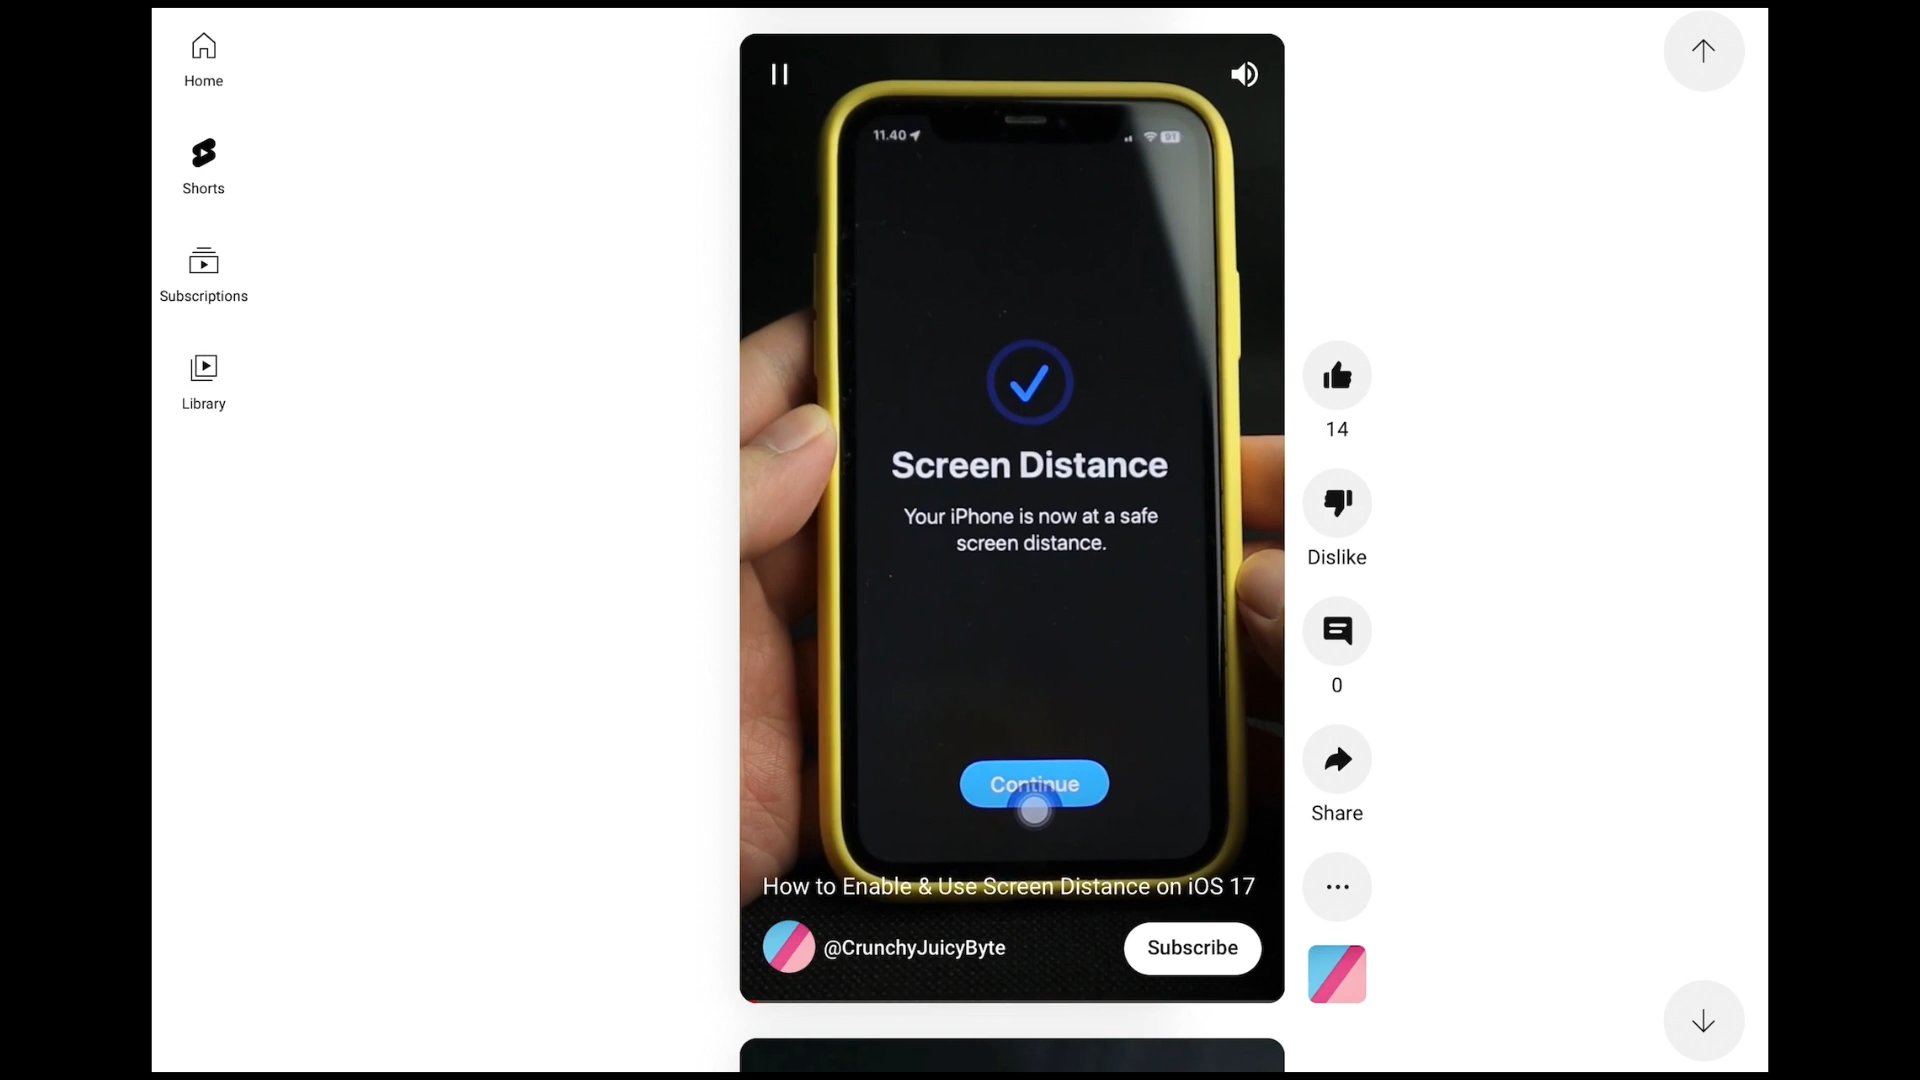 Home
Shorts
Subscriptions
Library
11.40
91
Screen Distance
Your iPhone is now at a safe
screen distance.
Continue
How to Enable & Use Screen Distance on iOS 17
@CrunchyJuicyByte
Subscribe
14
Dislike
0
Share